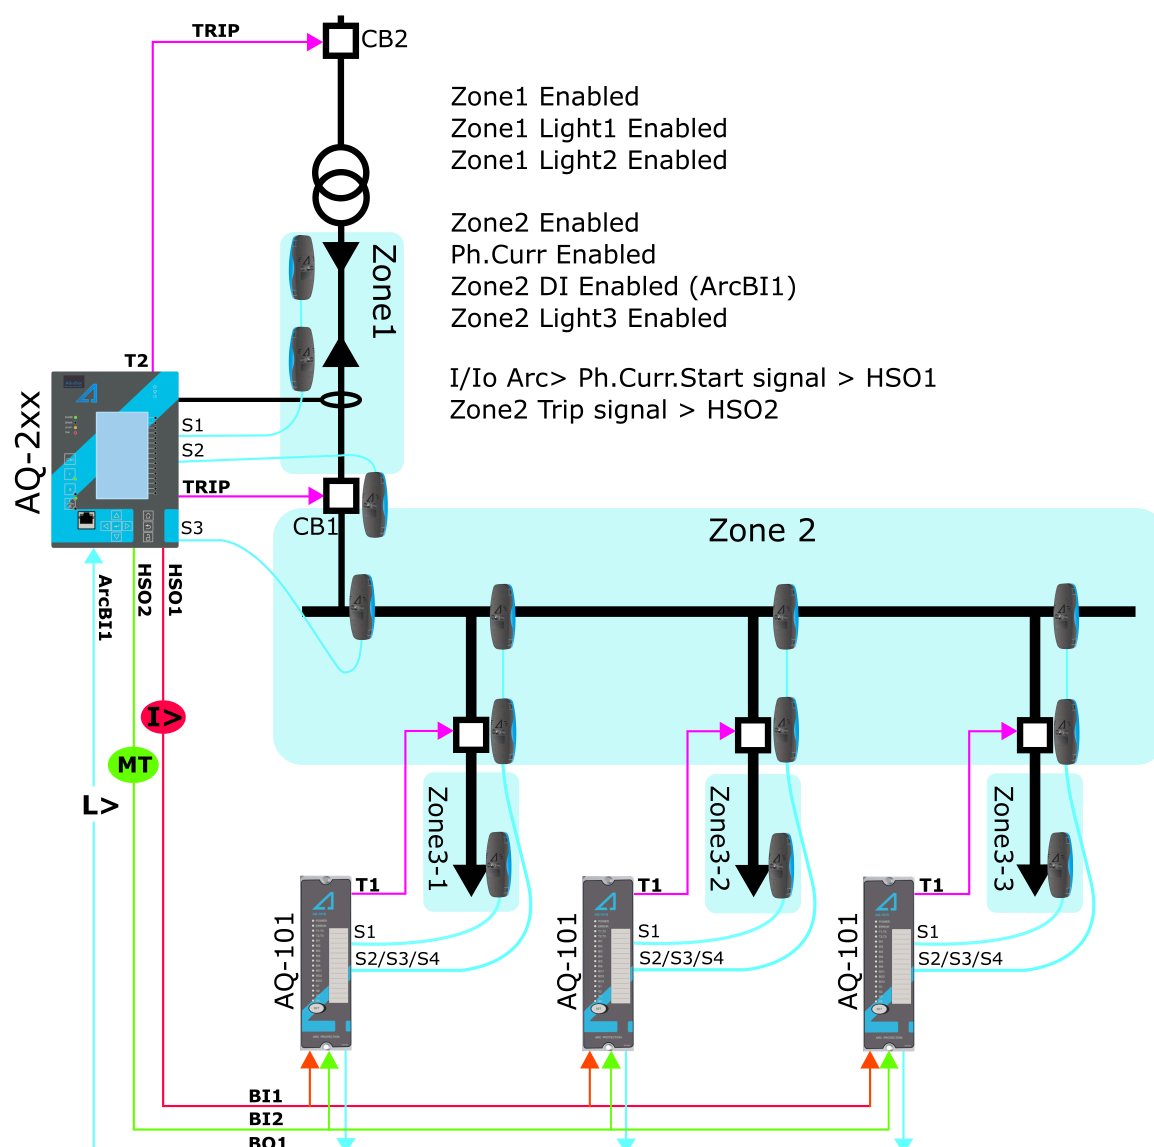 TRIP
CB2
Zone1 Enabled
Zone1 Light1 Enabled
Zone1 Light2 Enabled
Zone2 Enabled
Ph.Curr Enabled
Zone2 DI Enabled (ArcBI1)
Zone2 Light3 Enabled
I/Io Arc> Ph.Curr.Start signal > HSO1
Zone2 Trip signal > HSO2
Zone1
T2
AQ-2xx
S1
S2
TRIP
CB1
S3
Zone 2
ArcBI1
HSO2
HSO1
I>
MT
L>
Zone3-1
Zone3-2
Zone3-3
T1
T1
T1
AQ-101
S1
S2/S3/S4
AQ-101
S1
S2/S3/S4
AQ-101
S1
S2/S3/S4
BI1
BI2
BO1